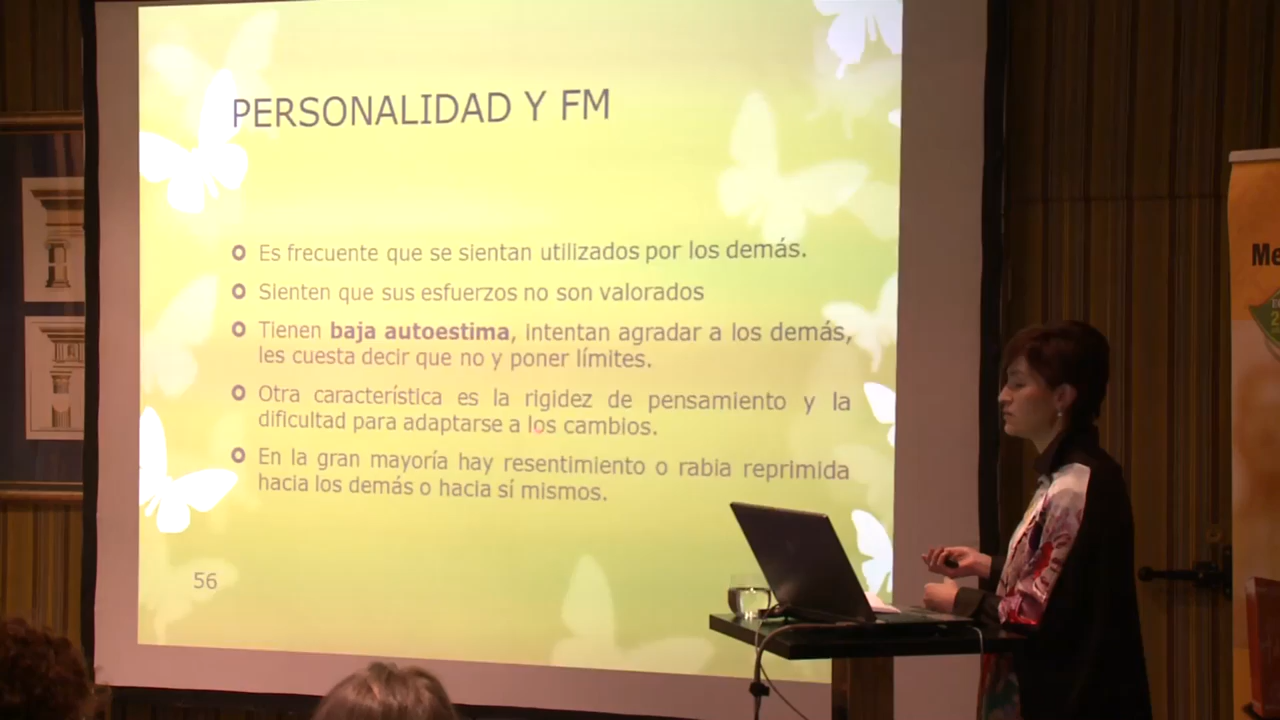 PERSONALIDAD Y FM
Es frecuente que se sientan utilizados por los demás.
Sienten que sus esfuerzos no son valorados
Tienen baja autoestima, intentan agradar a los demás,
les cuesta decir que no y poner límites.
Otra característica es la rigidez de pensamiento y la
dificultad para adaptarse a los cambios.
En la gran mayoría hay resentimiento o rabia reprimida
hacia los demás o hacia sí mismos.
56
Me